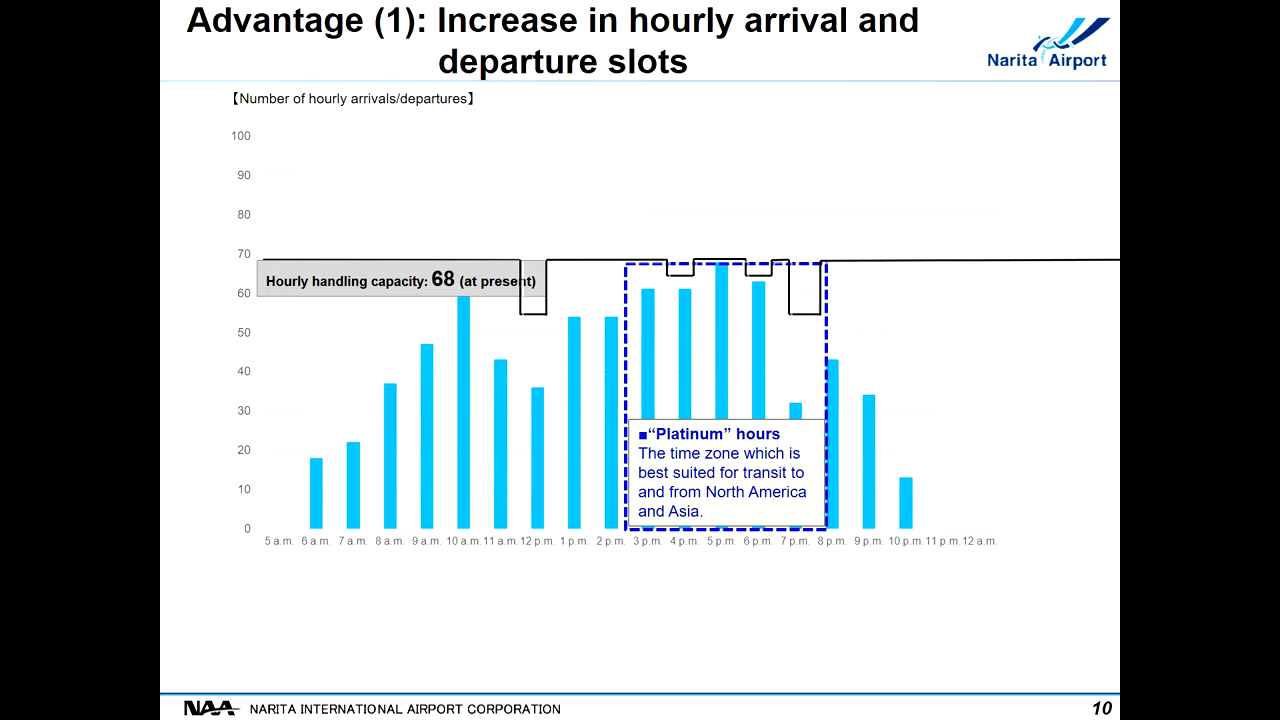 Advantage (1): Increase in hourly arrival and
departure slots
Narita Airport
【Number of hourly arrivals/departures】
100
90
80
70
60
50
40
30
20
10
0
Hourly handling capacity: 68 (at present)
■“Platinum” hours
The time zone which is
best suited for transit to
and from North America
and Asia.
5 a.m. 6 a.m. 7 a.m. 8 a.m. 9 a.m. 10 a.m. 11 a.m. 12 p.m. 1 p.m. 2 p.m. 3 p.m. 4 p.m. 5 p.m. 6 p.m. 7 p.m. 8 p.m. 9 p.m. 10 p.m. 11 p.m. 12 a.m.
NAA NARITA INTERNATIONAL AIRPORT CORPORATION
10